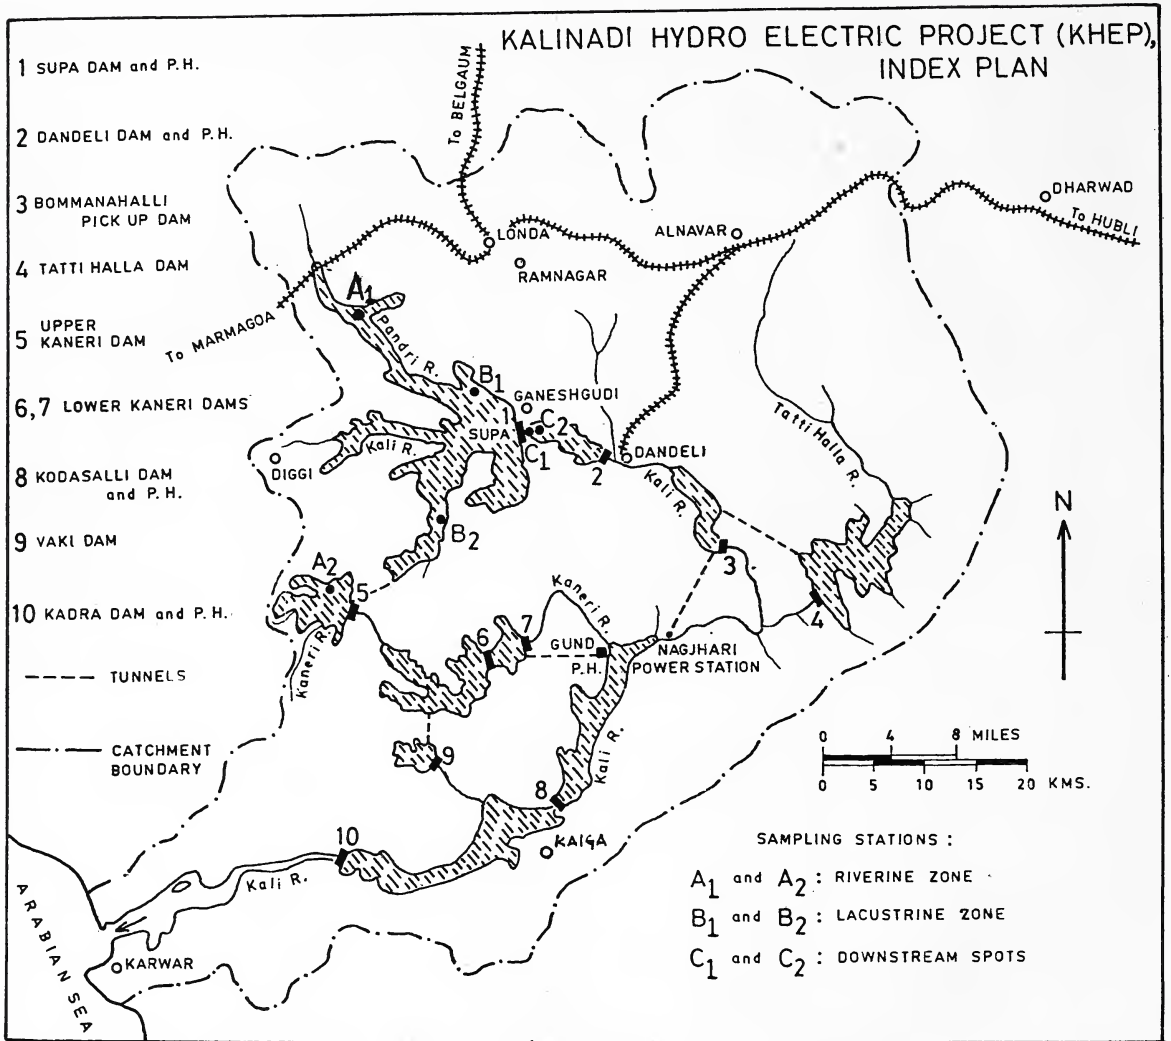 KALINADI HYDRO ELECTRIC PROJECT (KHEP),
INDEX PLAN
1 SUPA DAM and P.H.
2 DANDELI DAM and P.H.
3 BOMMANAHALLI
PICK UP DAM
4 TATTI HALLA DAM
5 UPPER
KANERI DAM
6,7 LOWER KANERI DAMS
8 KODASALLI DAM
and P.H.
9 VAKI DAM
10 KADRA DAM and P.H.
TUNNELS
CATCHMENT
BOUNDARY
To BELGAUM
DHARWAD
To HUBLI
LONDA
ALNAVAR
RAMNAGAR
To MARMAGOA
A1
Pandri R.
B1
GANESHGUDI
1
C2
SUPA
C1
Kali R.
DIGGI
2
DANDELI
Kali R.
Tatti Halla R.
B2
3
A2
5
4
Kaneri R.
Kaneri R.
6
7
GUND
P.H.
NAGJHARI
POWER STATION
N
9
Kali R.
8
KAIGA
10
Kali R.
ARABIAN SEA
KARWAR
0 4 8 MILES
0 5 10 15 20 KMS.
SAMPLING STATIONS :
A1 and A2 : RIVERINE ZONE
B1 and B2 : LACUSTRINE ZONE
C1 and C2 : DOWNSTREAM SPOTS